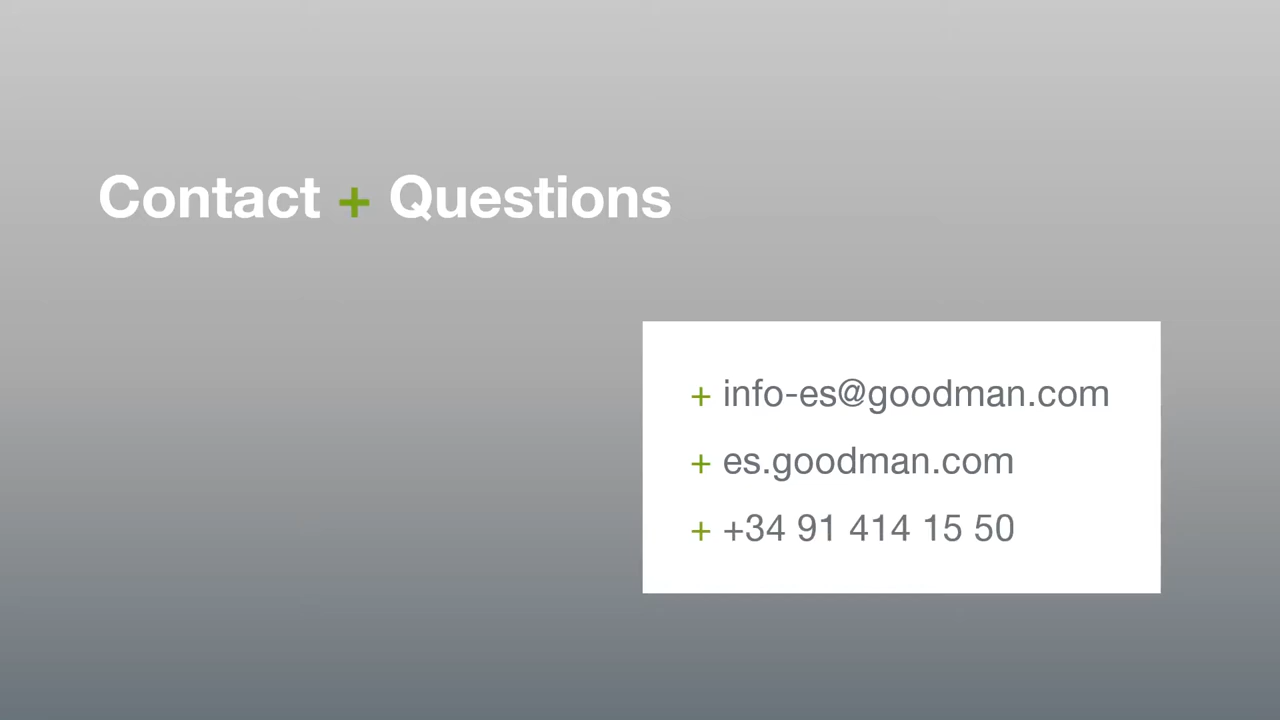 Contact + Questions
+ info-es@goodman.com
+ es.goodman.com
+ +34 91 414 15 50